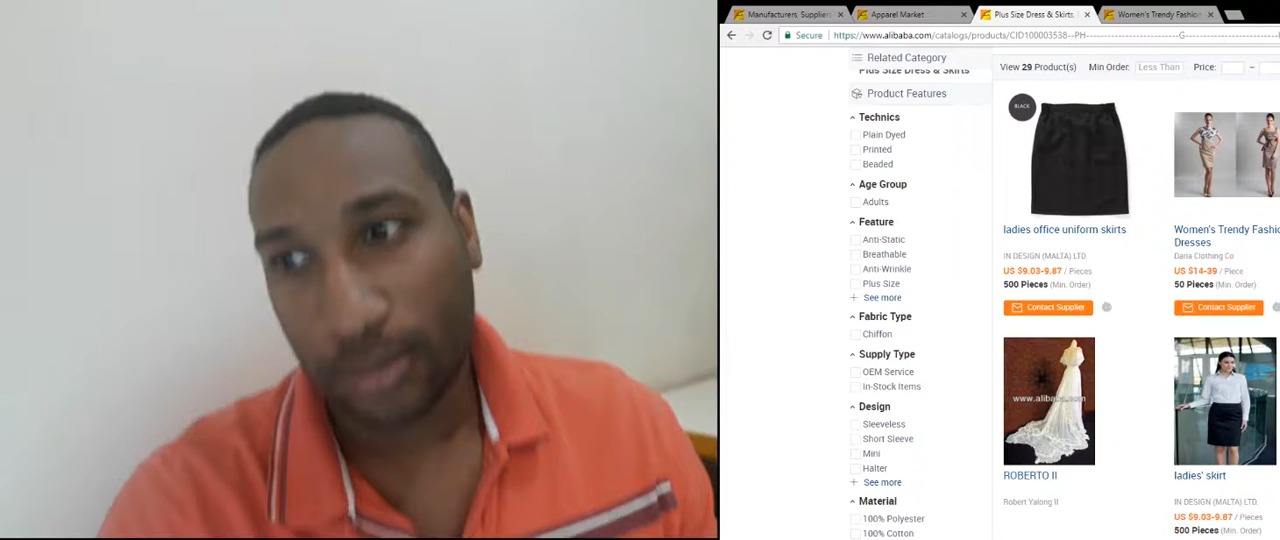 Manufacturers, Suppliers
Apparel Market
Plus Size Dress & Skirts,
Women's Trendy Fashion
Secure
https://www.alibaba.com/catalogs/products/CID100003538--PH
G
Related Category
Plus Size Dress & Skirts
Product Features
Technics
Plain Dyed
Printed
Beaded
Age Group
Adults
Feature
Anti-Static
Breathable
Anti-Wrinkle
Plus Size
See more
Fabric Type
Chiffon
Supply Type
OEM Service
In-Stock Items
Design
Sleeveless
Short Sleeve
Mini
Halter
See more
Material
100% Polyester
100% Cotton
View 29 Product(s) Min Order: Less Than Price: –
BLACK
ladies office uniform skirts
IN DESIGN (MALTA) LTD
US $9.03-9.87 / Pieces
500 Pieces (Min. Order)
Contact Supplier
Women's Trendy Fashi
Dresses
Daria Clothing Co
US $14-39 / Piece
50 Pieces (Min. Order)
Contact Supplier
www.alibaba.com
ROBERTO II
Robert Yalong II
ladies' skirt
IN DESIGN (MALTA) LTD.
US $9.03-9.87 / Pieces
500 Pieces (Min. Order)